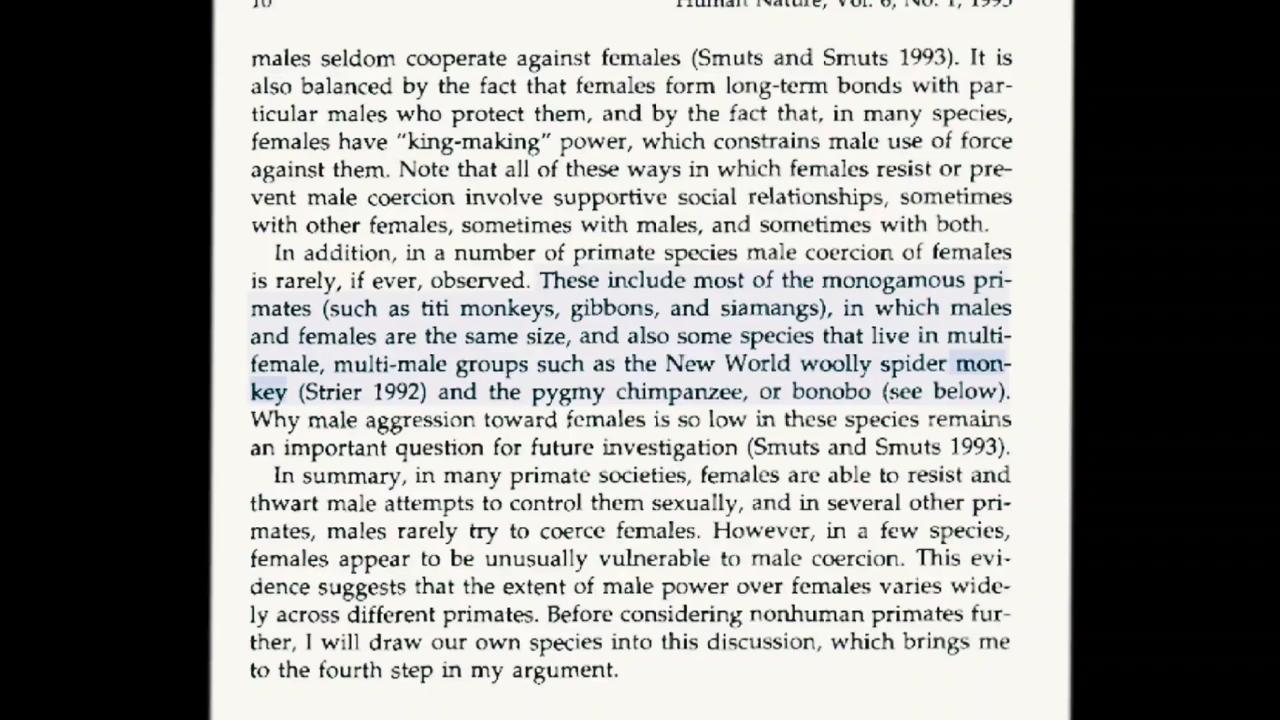 10 Human Nature, Vol. 6, No. 1, 1995
males seldom cooperate against females (Smuts and Smuts 1993). It is
also balanced by the fact that females form long-term bonds with par-
ticular males who protect them, and by the fact that, in many species,
females have “king-making” power, which constrains male use of force
against them. Note that all of these ways in which females resist or pre-
vent male coercion involve supportive social relationships, sometimes
with other females, sometimes with males, and sometimes with both.
In addition, in a number of primate species male coercion of females
is rarely, if ever, observed. These include most of the monogamous pri-
mates (such as titi monkeys, gibbons, and siamangs), in which males
and females are the same size, and also some species that live in multi-
female, multi-male groups such as the New World woolly spider mon-
key (Strier 1992) and the pygmy chimpanzee, or bonobo (see below).
Why male aggression toward females is so low in these species remains
an important question for future investigation (Smuts and Smuts 1993).
In summary, in many primate societies, females are able to resist and
thwart male attempts to control them sexually, and in several other pri-
mates, males rarely try to coerce females. However, in a few species,
females appear to be unusually vulnerable to male coercion. This evi-
dence suggests that the extent of male power over females varies wide-
ly across different primates. Before considering nonhuman primates fur-
ther, I will draw our own species into this discussion, which brings me
to the fourth step in my argument.